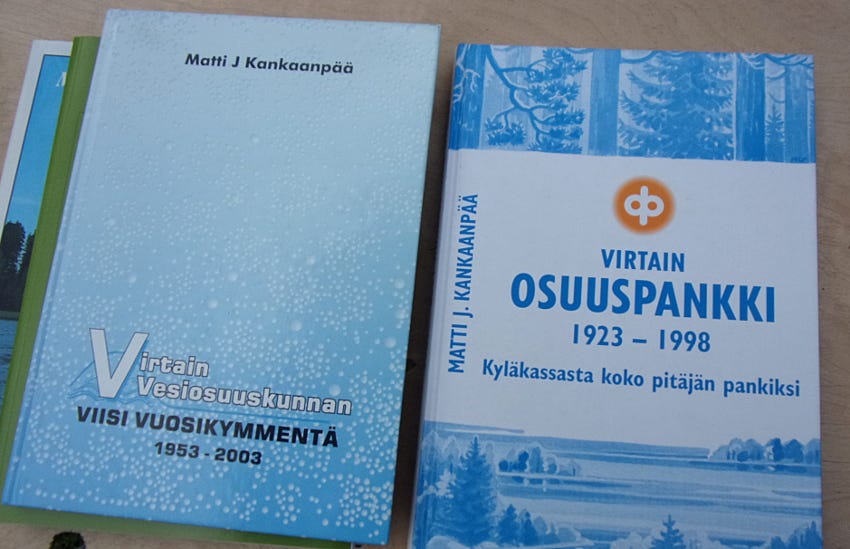 Matti J Kankaanpää
Virtain
Vesiosuuskunnan
VIISI VUOSIKYMMENTÄ
1953 - 2003
MATTI J. KANKAANPÄÄ
VIRTAIN
OSUUSPANKKI
1923 – 1998
Kyläkassasta koko pitäjän pankiksi